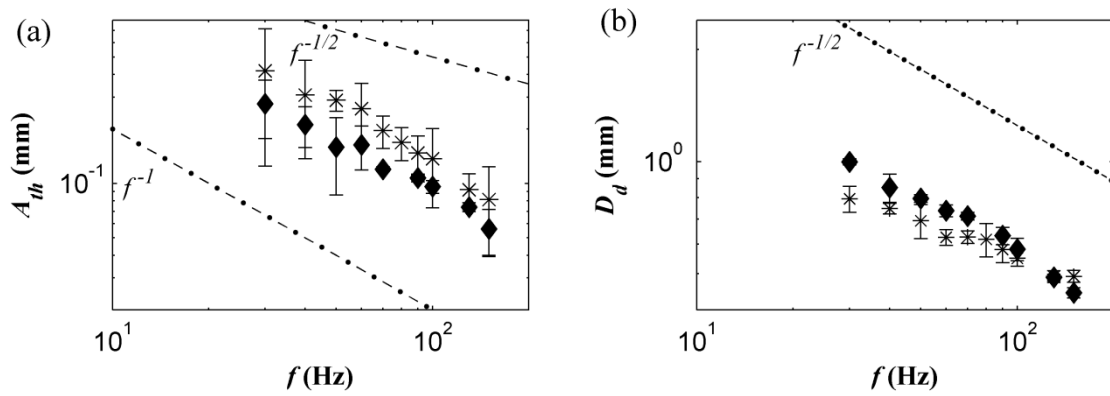 (a)
A_th (mm)
10^-1
f^-1/2
f^-1
10^1
10^2
f (Hz)
(b)
D_d (mm)
10^0
f^-1/2
10^1
10^2
f (Hz)